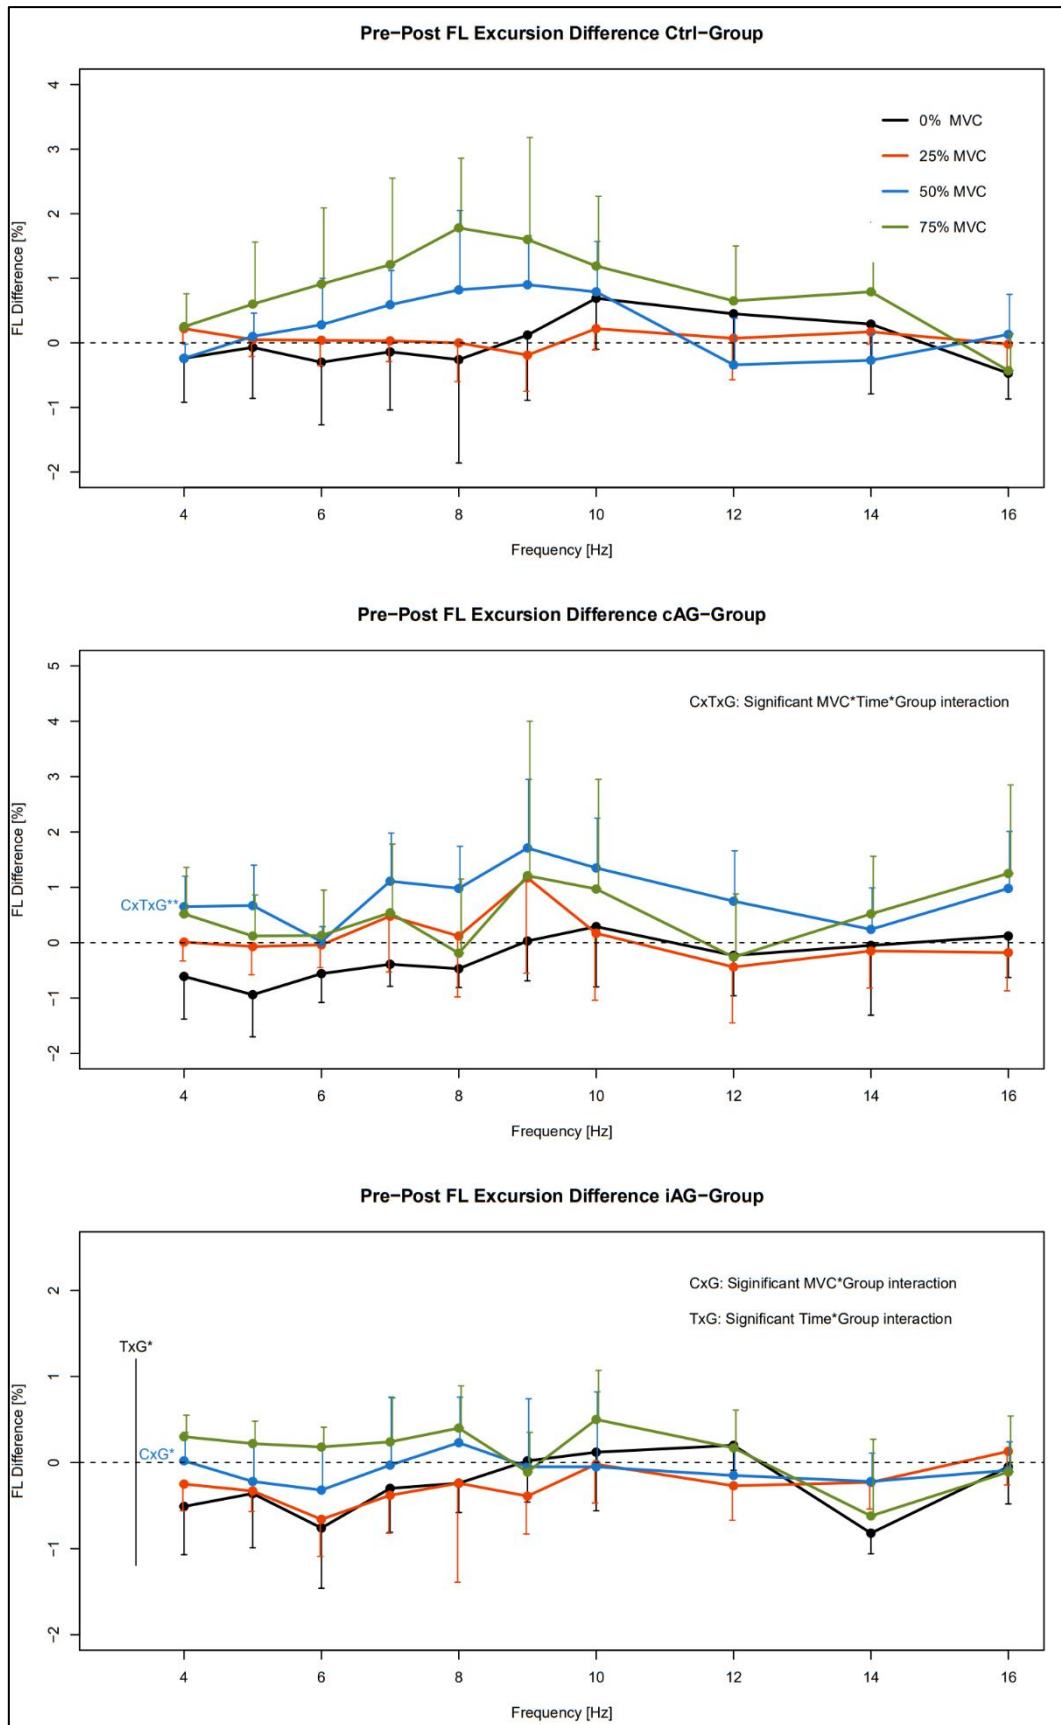 Pre−Post FL Excursion Difference Ctrl−Group
FL Difference [%]
4
3
2
1
0
−1
−2
0% MVC
25% MVC
50% MVC
75% MVC
4 6 8 10 12 14 16
Frequency [Hz]
Pre−Post FL Excursion Difference cAG−Group
FL Difference [%]
5
4
3
2
1
0
−1
−2
CxTxG: Significant MVC*Time*Group interaction
CxTxG**
4 6 8 10 12 14 16
Frequency [Hz]
Pre−Post FL Excursion Difference iAG−Group
FL Difference [%]
2
1
0
−1
−2
CxG: Siginificant MVC*Group interaction
TxG: Significant Time*Group interaction
TxG*
CxG*
4 6 8 10 12 14 16
Frequency [Hz]